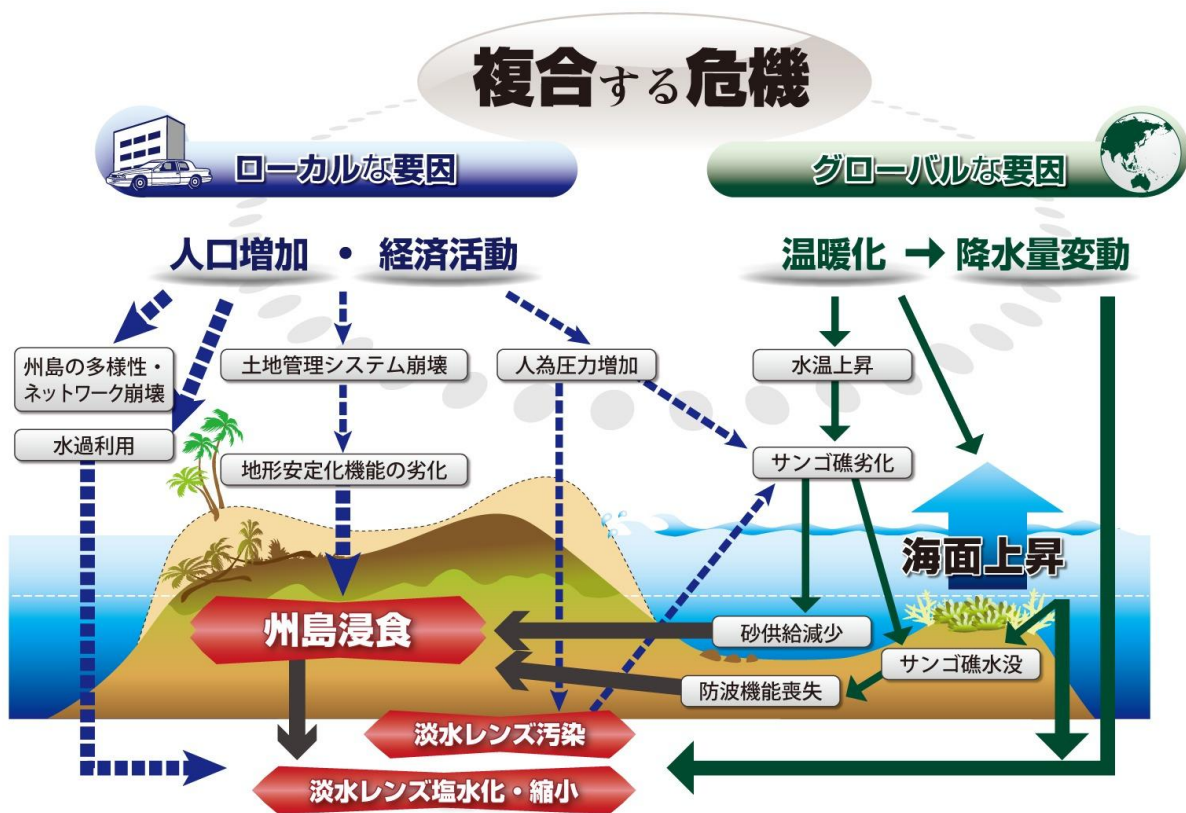 複合する危機
ローカルな要因
グローバルな要因
人口増加 ・ 経済活動
温暖化 → 降水量変動
州島の多様性・
ネットワーク崩壊
土地管理システム崩壊
人為圧力増加
水温上昇
水過利用
地形安定化機能の劣化
サンゴ礁劣化
海面上昇
州島浸食
砂供給減少
サンゴ礁水没
防波機能喪失
淡水レンズ汚染
淡水レンズ塩水化・縮小